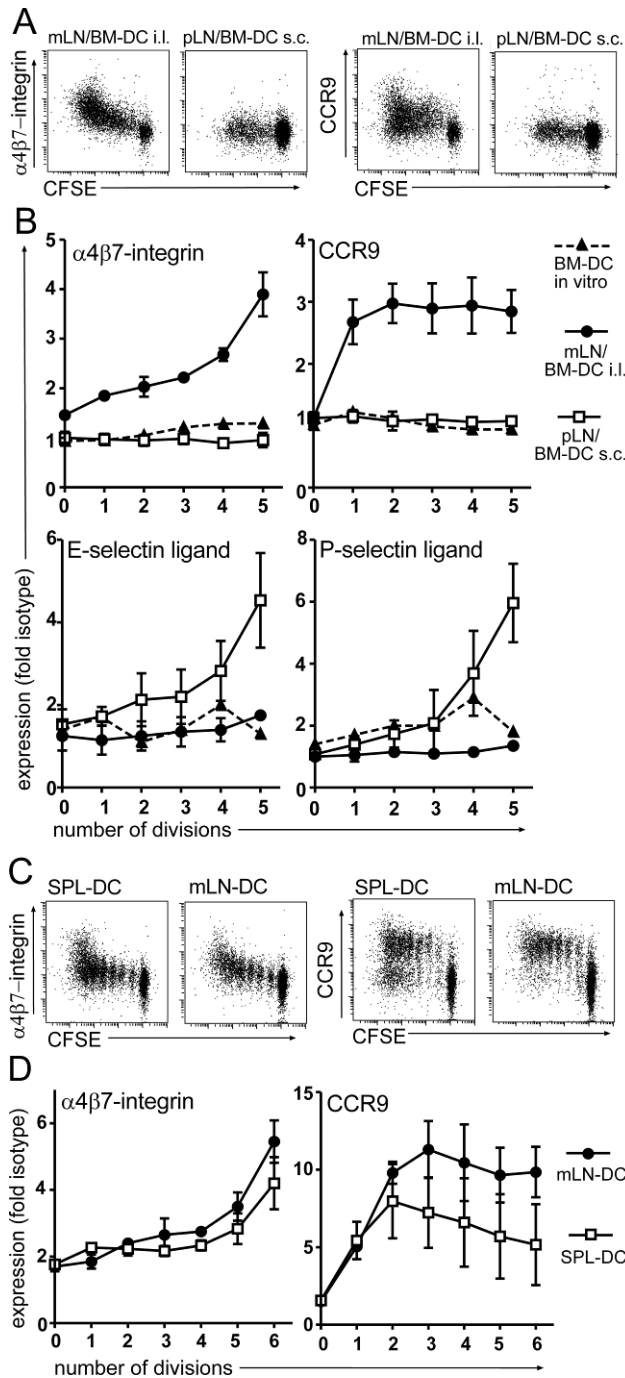 A
mLN/BM-DC i.l.
pLN/BM-DC s.c.
mLN/BM-DC i.l.
pLN/BM-DC s.c.
α4β7–integrin
CFSE
CCR9
CFSE
B
α4β7-integrin
5
4
3
2
1
0
0 1 2 3 4 5
CCR9
4
3
2
1
0
0 1 2 3 4 5
BM-DC
in vitro
mLN/
BM-DC i.l.
pLN/
BM-DC s.c.
E-selectin ligand
6
4
2
0
0 1 2 3 4 5
P-selectin ligand
8
6
4
2
0
0 1 2 3 4 5
expression (fold isotype)
number of divisions
C
SPL-DC
mLN-DC
SPL-DC
mLN-DC
α4β7–integrin
CFSE
CCR9
CFSE
D
α4β7-integrin
6
4
2
0
0 1 2 3 4 5 6
CCR9
15
10
5
0
0 1 2 3 4 5 6
mLN-DC
SPL-DC
expression (fold isotype)
number of divisions